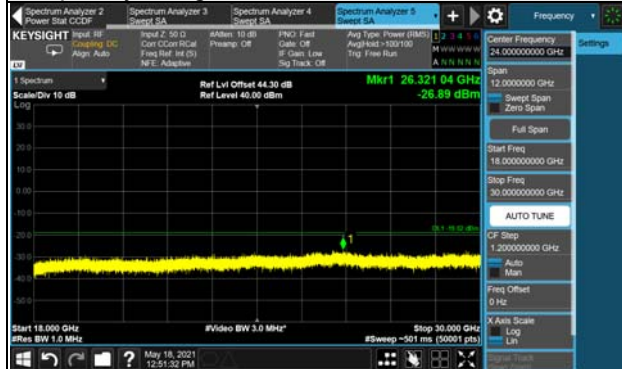 Spectrum Analyzer 2
Power Stat CCDF
Spectrum Analyzer 3
Swept SA
Spectrum Analyzer 4
Swept SA
Spectrum Analyzer 5
Swept SA
Frequency
KEYSIGHT
Input: RF
Coupling: DC
Align: Auto
Input Z: 50 Ω
Corr CCorr RCal
Freq Ref: Int (S)
NFE: Adaptive
#Atten: 10 dB
Preamp: Off
PNO: Fast
Gate: Off
IF Gain: Low
Sig Track: Off
Avg Type: Power (RMS)
Avg|Hold:>100/100
Trig: Free Run
1 2 3 4 5 6
M W W W W W
A N N N N N
LXI
1 Spectrum
Scale/Div 10 dB
Log
Ref Lvl Offset 44.30 dB
Ref Level 40.00 dBm
Mkr1 26.321 04 GHz
-26.89 dBm
30.0
20.0
10.0
0.00
-10.0
-20.0
-30.0
-40.0
-50.0
1
Start 18.000 GHz
#Res BW 1.0 MHz
#Video BW 3.0 MHz*
Stop 30.000 GHz
#Sweep ~501 ms (50001 pts)
Center Frequency
24.000000000 GHz
Settings
Span
12.0000000 GHz
Swept Span
Zero Span
Full Span
Start Freq
18.000000000 GHz
Stop Freq
30.000000000 GHz
AUTO TUNE
CF Step
1.200000000 GHz
Auto
Man
Freq Offset
0 Hz
X Axis Scale
Log
Lin
Signal Track
May 18, 2021
12:51:32 PM